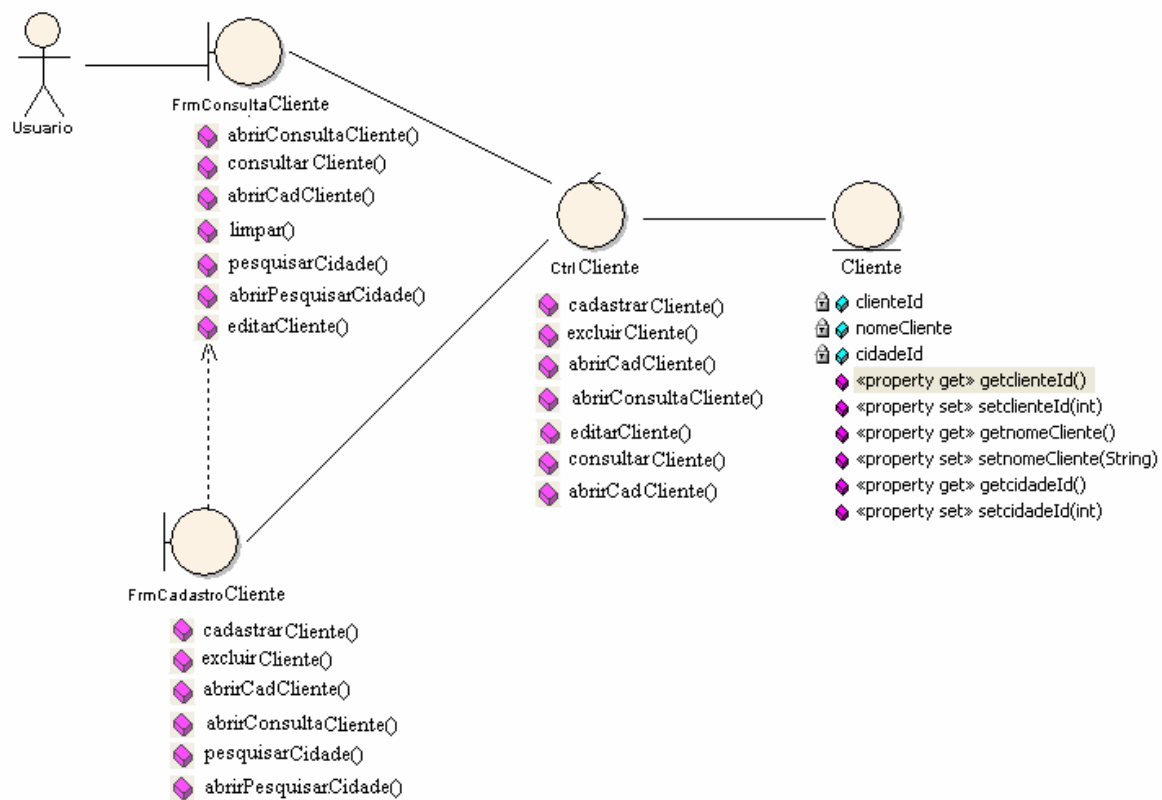 Usuario
FrmConsultaCliente
abrirConsultaCliente()
consultarCliente()
abrirCadCliente()
limpar()
pesquisarCidade()
abrirPesquisarCidade()
editarCliente()
CtrlCliente
cadastrarCliente()
excluirCliente()
abrirCadCliente()
abrirConsultaCliente()
editarCliente()
consultarCliente()
abrirCadCliente()
Cliente
clienteId
nomeCliente
cidadeId
«property get» getclienteId()
«property set» setclienteId(int)
«property get» getnomeCliente()
«property set» setnomeCliente(String)
«property get» getcidadeId()
«property set» setcidadeId(int)
FrmCadastroCliente
cadastrarCliente()
excluirCliente()
abrirCadCliente()
abrirConsultaCliente()
pesquisarCidade()
abrirPesquisarCidade()